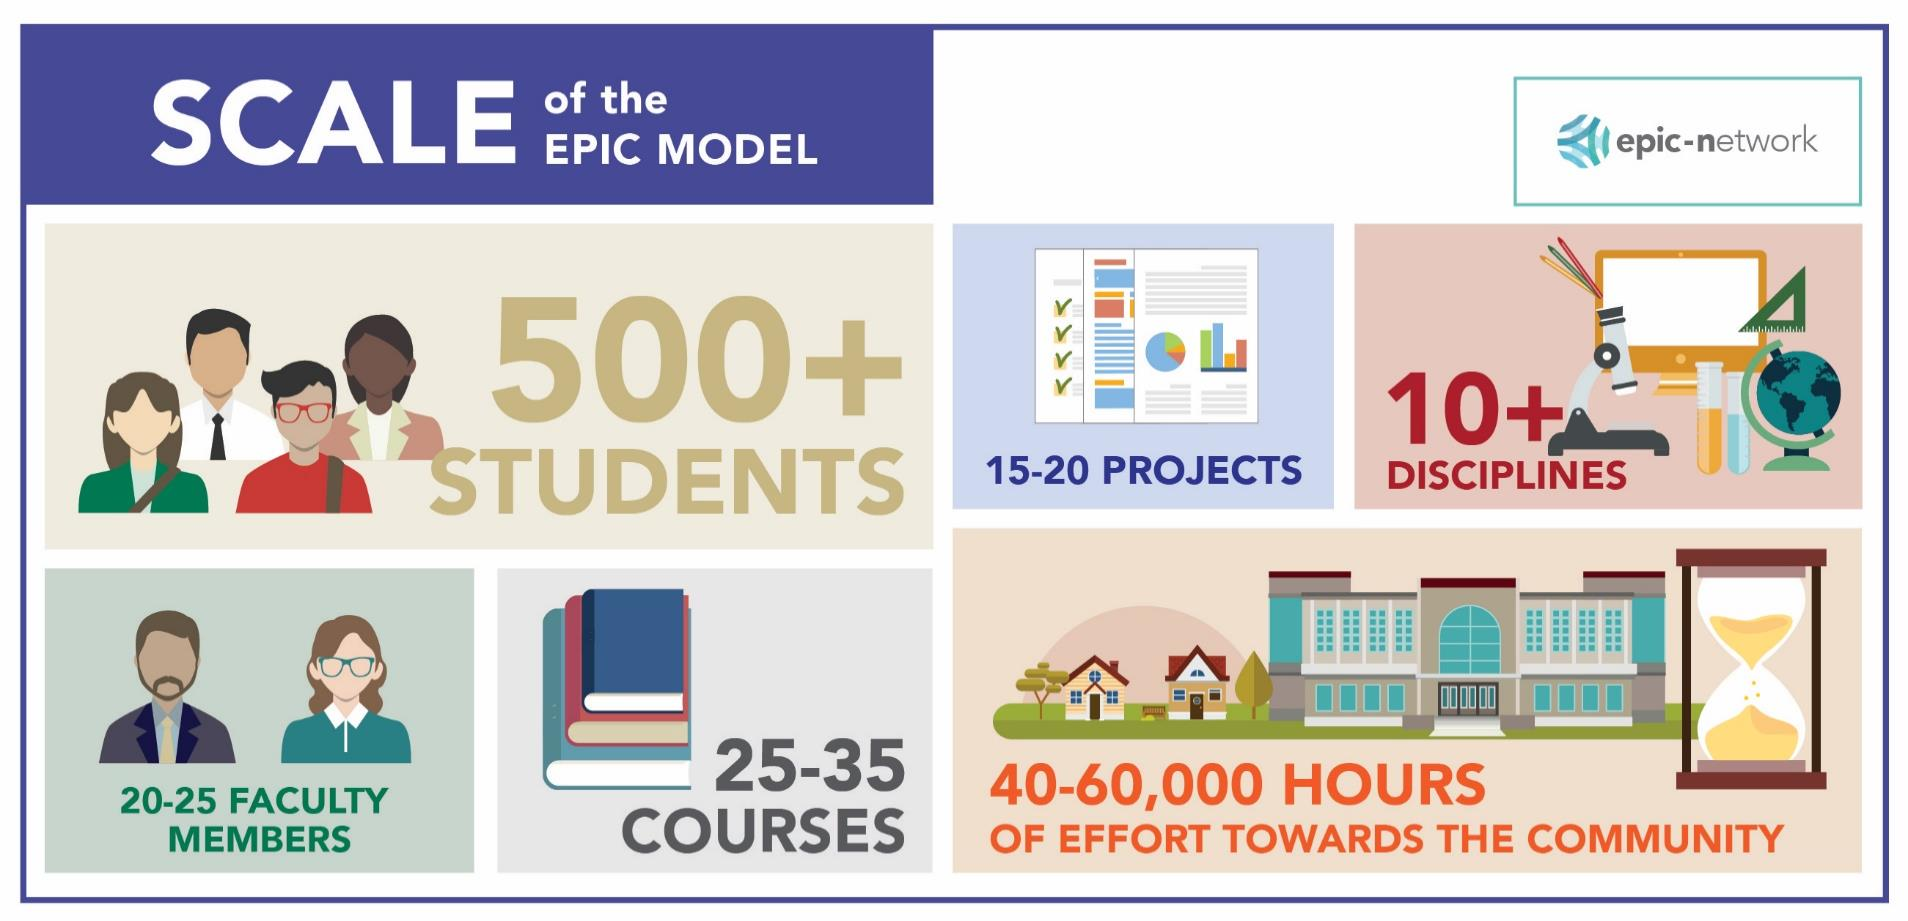 SCALE of the
EPIC MODEL
epic-network
500+
STUDENTS
15-20 PROJECTS
10+
DISCIPLINES
20-25 FACULTY
MEMBERS
25-35
COURSES
40-60,000 HOURS
OF EFFORT TOWARDS THE COMMUNITY